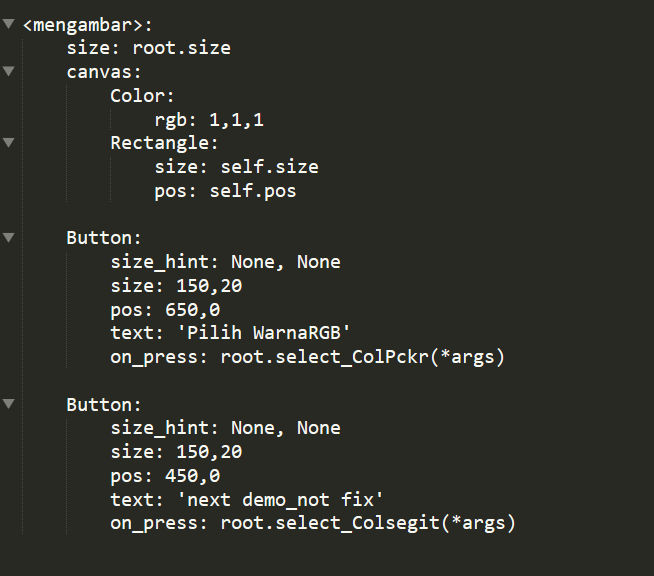 <mengambar>:
    size: root.size
    canvas:
        Color:
            rgb: 1,1,1
        Rectangle:
            size: self.size
            pos: self.pos

    Button:
        size_hint: None, None
        size: 150,20
        pos: 650,0
        text: 'Pilih WarnaRGB'
        on_press: root.select_ColPckr(*args)

    Button:
        size_hint: None, None
        size: 150,20
        pos: 450,0
        text: 'next demo_not fix'
        on_press: root.select_Colsegit(*args)